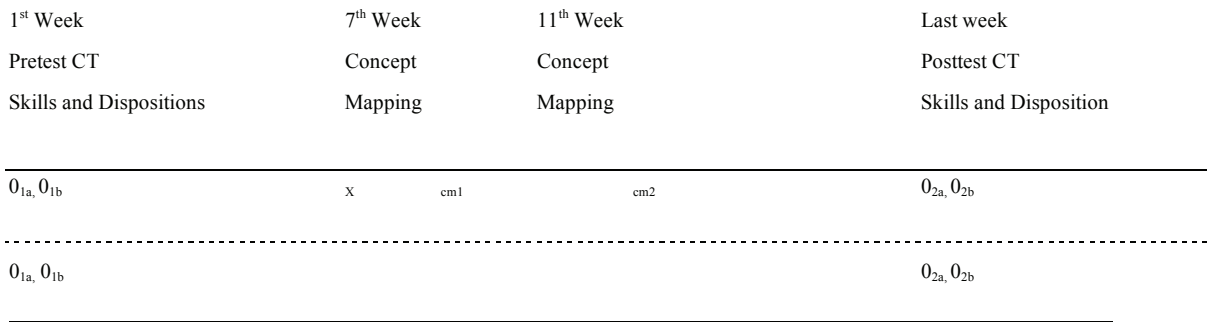 1st Week 7th Week 11th Week Last week
Pretest CT Concept Concept Posttest CT
Skills and Dispositions Mapping Mapping Skills and Disposition
01a, 01b X cm1 cm2 02a, 02b
01a, 01b 02a, 02b